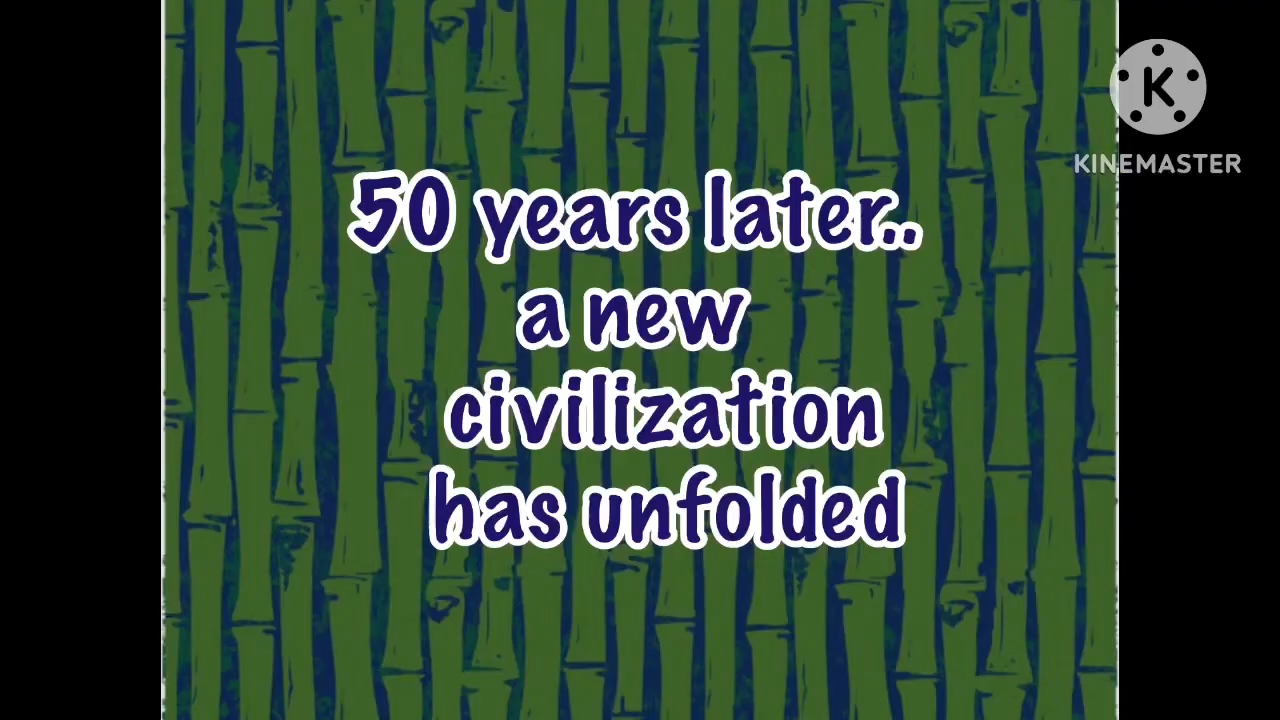 50 years later..
a new
civilization
has unfolded
K
KINEMASTER